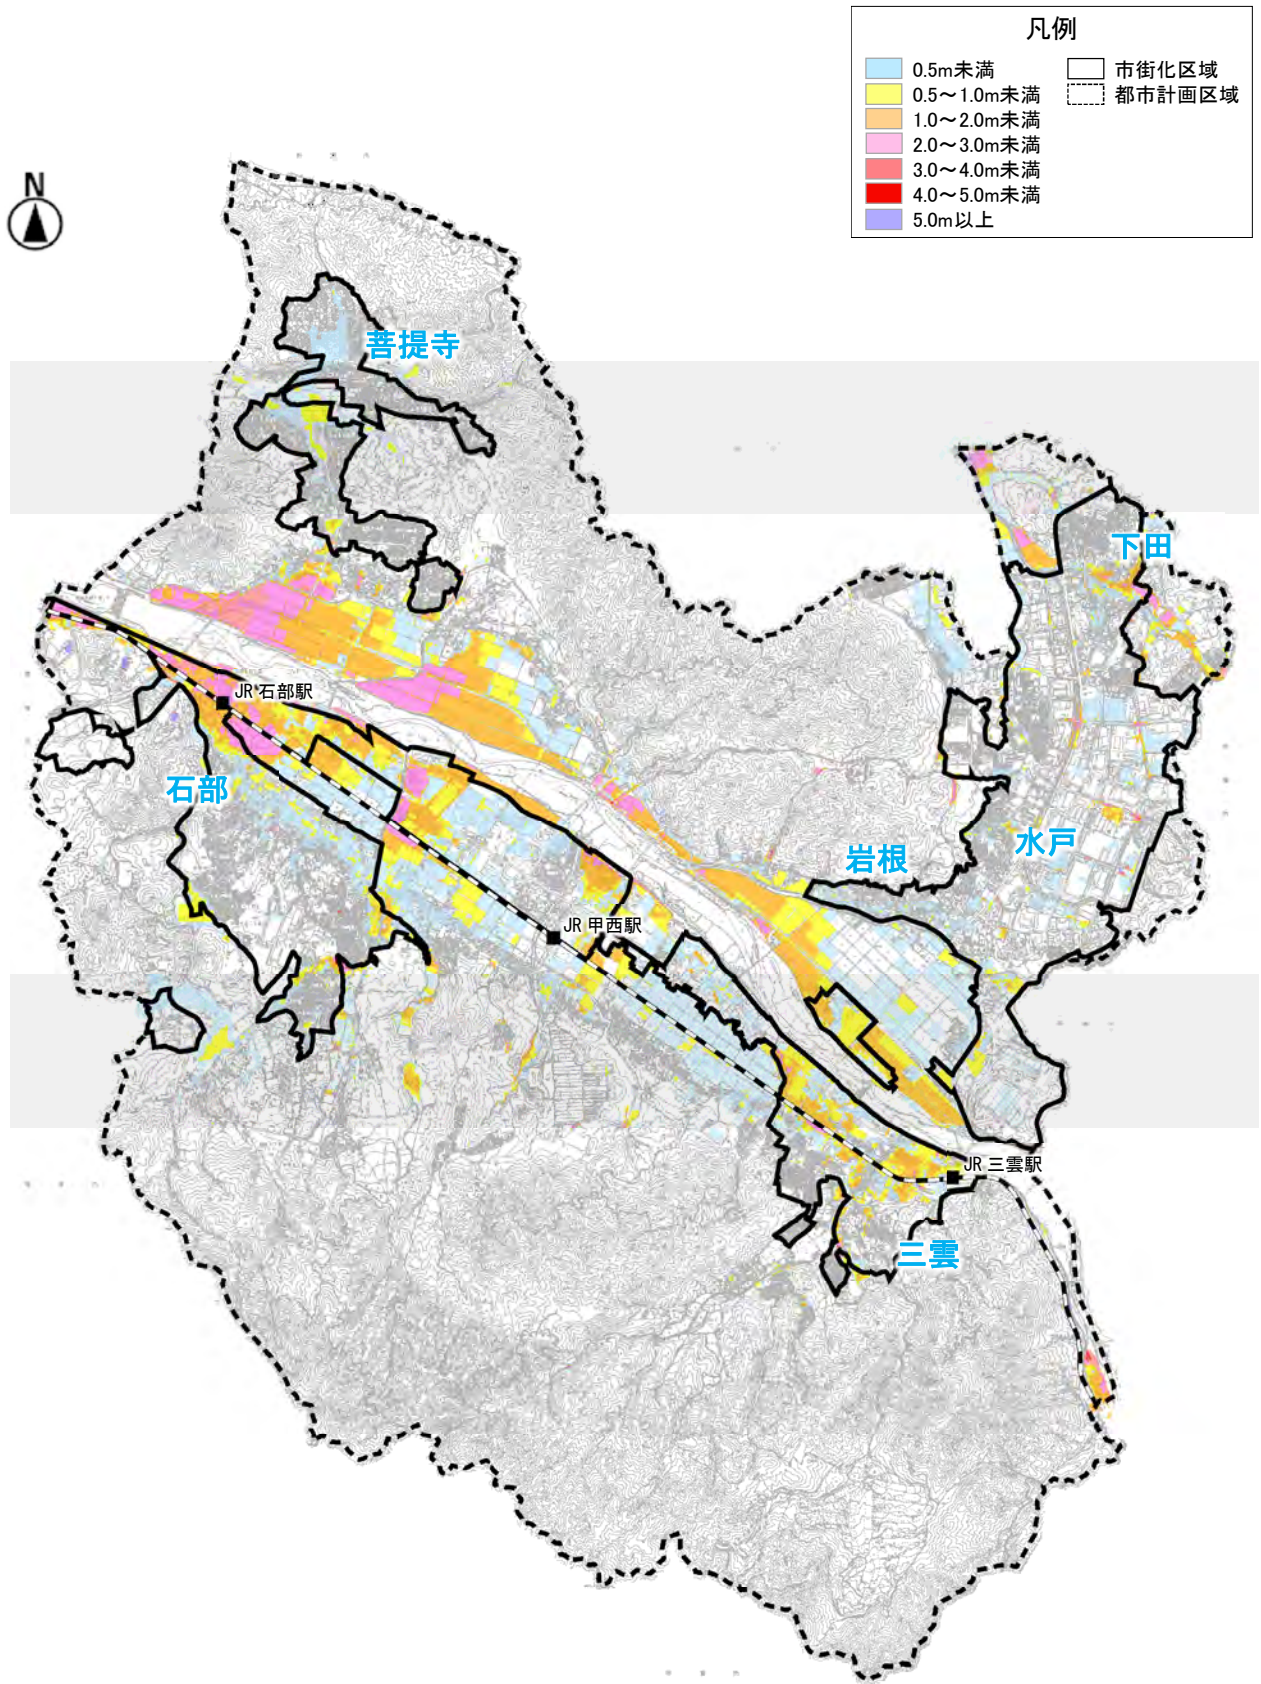 凡例
0.5m未満
0.5～1.0m未満
1.0～2.0m未満
2.0～3.0m未満
3.0～4.0m未満
4.0～5.0m未満
5.0m以上
市街化区域
都市計画区域
N
菩提寺
下田
JR 石部駅
石部
水戸
岩根
JR 甲西駅
JR 三雲駅
三雲